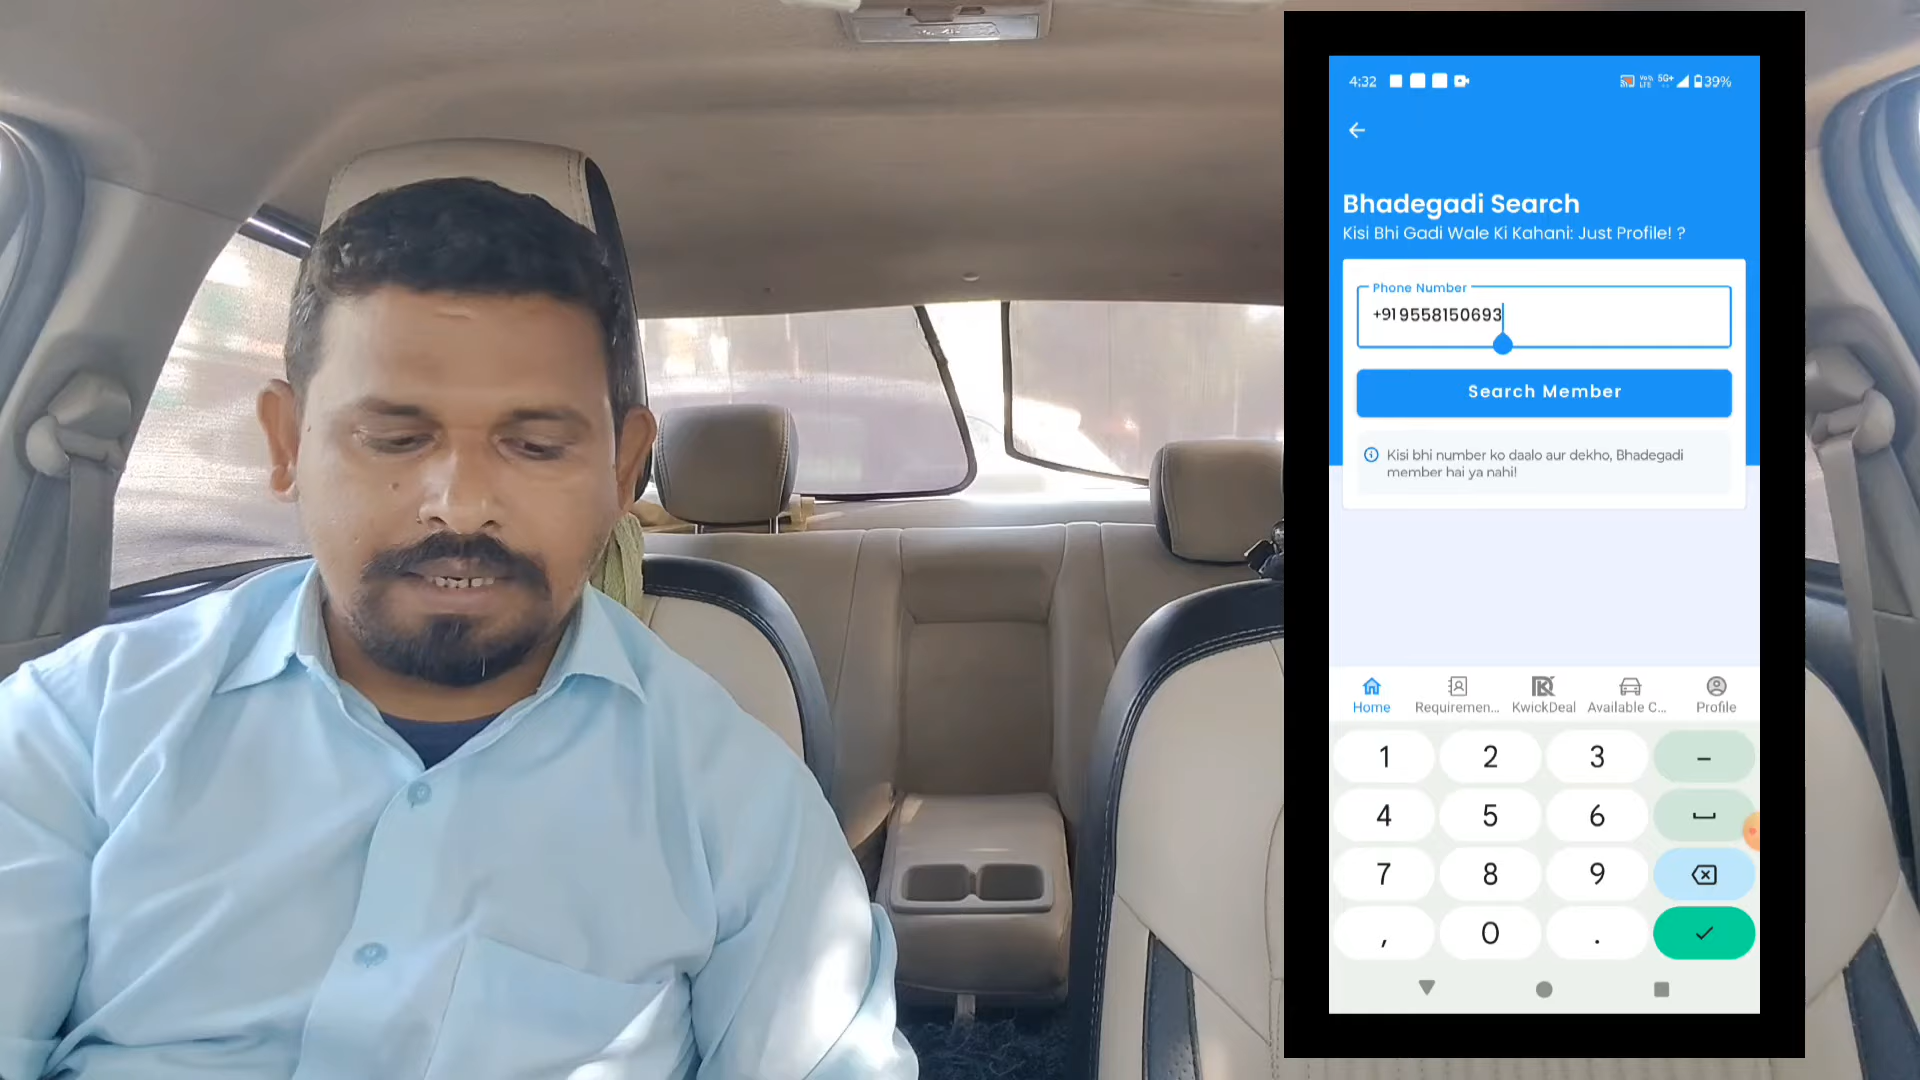 4:32
5G+
39%
Bhadegadi Search
Kisi Bhi Gadi Wale Ki Kahani: Just Profile! ?
Phone Number
+919558150693
Search Member
Kisi bhi number ko daalo aur dekho, Bhadegadi
member hai ya nahi!
Home
Requiremen...
KwickDeal
Available C...
Profile
1 2 3 –
4 5 6
7 8 9
, 0 .